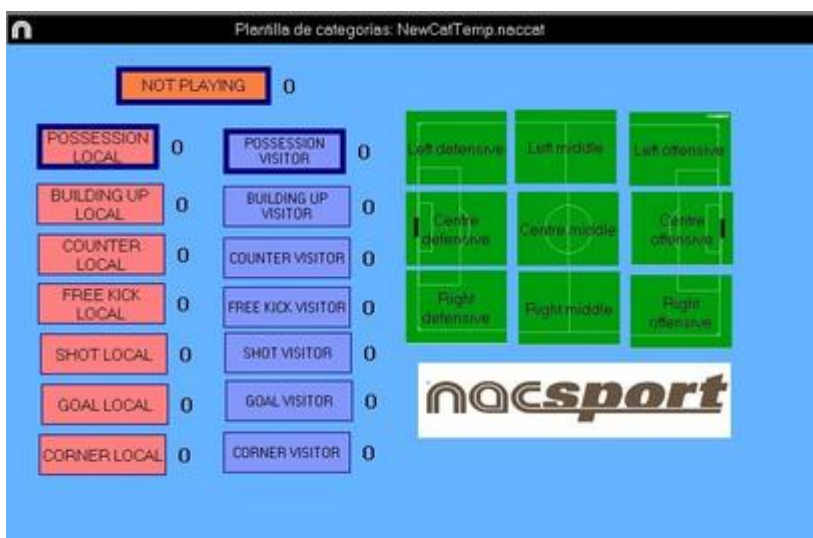 Plantilla de categorías: NewCatTemp.naccat
NOT PLAYING 0
POSSESSION
LOCAL 0
POSSESSION
VISITOR 0
BUILDING UP
LOCAL 0
BUILDING UP
VISITOR 0
COUNTER
LOCAL 0
COUNTER VISITOR 0
FREE KICK
LOCAL 0
FREE KICK VISITOR 0
SHOT LOCAL 0
SHOT VISITOR 0
GOAL LOCAL 0
GOAL VISITOR 0
CORNER LOCAL 0
CORNER VISITOR 0
Left defensive
Left middle
Left offensive
Centre
defensive
Centre middle
Centre
offensive
Right
defensive
Right middle
Right
offensive
nacsport